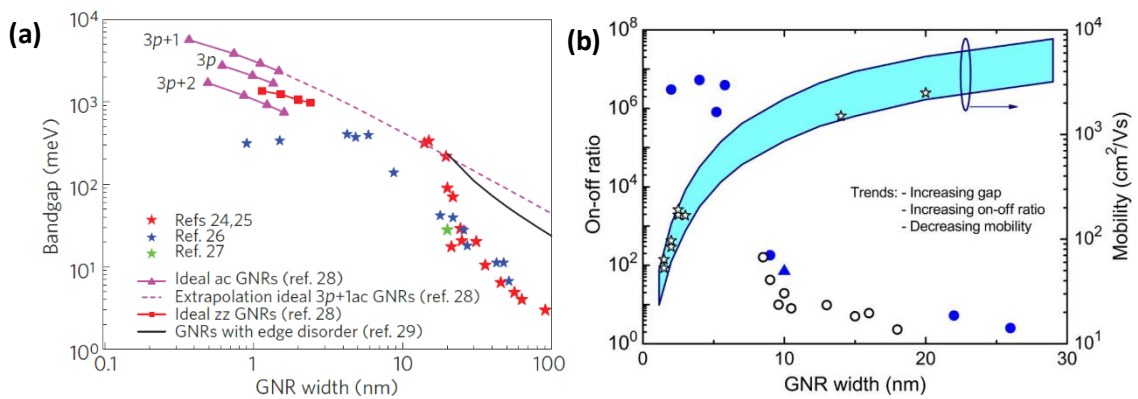 (a)
10⁴
10³
10²
10¹
10⁰
Bandgap (meV)
3p+1
3p
3p+2
Refs 24,25
Ref. 26
Ref. 27
Ideal ac GNRs (ref. 28)
Extrapolation ideal 3p+1ac GNRs (ref. 28)
Ideal zz GNRs (ref. 28)
GNRs with edge disorder (ref. 29)
0.1 1 10 100
GNR width (nm)
(b)
10⁸
10⁶
10⁴
10²
10⁰
On-off ratio
Trends: - Increasing gap
- Increasing on-off ratio
- Decreasing mobility
10⁴
10³
10²
10¹
Mobility (cm²/Vs)
0 10 20 30
GNR width (nm)